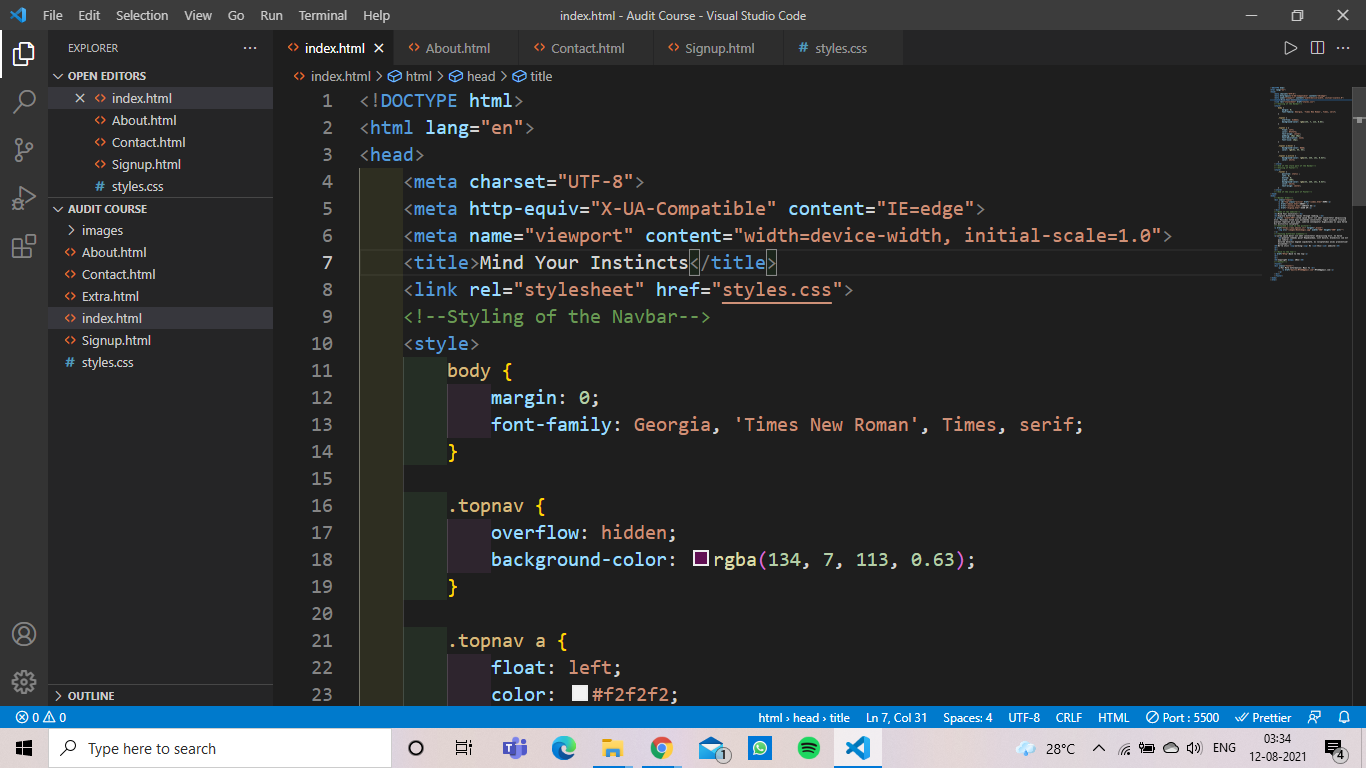 File Edit Selection View Go Run Terminal Help
index.html - Audit Course - Visual Studio Code
EXPLORER
OPEN EDITORS
index.html
About.html
Contact.html
Signup.html
styles.css
AUDIT COURSE
images
About.html
Contact.html
Extra.html
index.html
Signup.html
styles.css
OUTLINE
index.html About.html Contact.html Signup.html styles.css
index.html > html > head > title
1 <!DOCTYPE html>
2 <html lang="en">
3 <head>
4 <meta charset="UTF-8">
5 <meta http-equiv="X-UA-Compatible" content="IE=edge">
6 <meta name="viewport" content="width=device-width, initial-scale=1.0">
7 <title>Mind Your Instincts</title>
8 <link rel="stylesheet" href="styles.css">
9 <!--Styling of the Navbar-->
10 <style>
11 body {
12 margin: 0;
13 font-family: Georgia, 'Times New Roman', Times, serif;
14 }
15
16 .topnav {
17 overflow: hidden;
18 background-color: rgba(134, 7, 113, 0.63);
19 }
20
21 .topnav a {
22 float: left;
23 color: #f2f2f2;
0 0 html › head › title Ln 7, Col 31 Spaces: 4 UTF-8 CRLF HTML Port : 5500 Prettier
Type here to search
1
28°C
ENG
03:34
12-08-2021
4